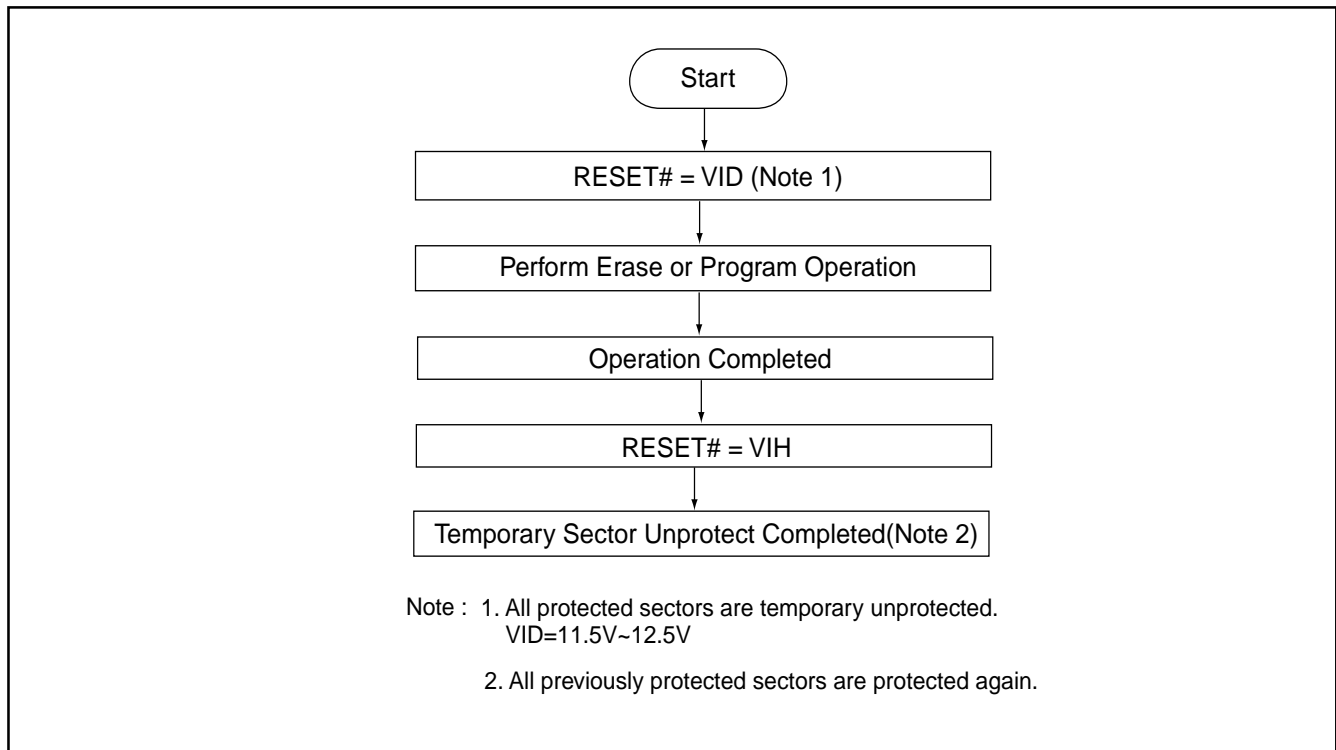 Start
RESET# = VID (Note 1)
Perform Erase or Program Operation
Operation Completed
RESET# = VIH
Temporary Sector Unprotect Completed(Note 2)
Note : 1. All protected sectors are temporary unprotected.
VID=11.5V~12.5V
2. All previously protected sectors are protected again.